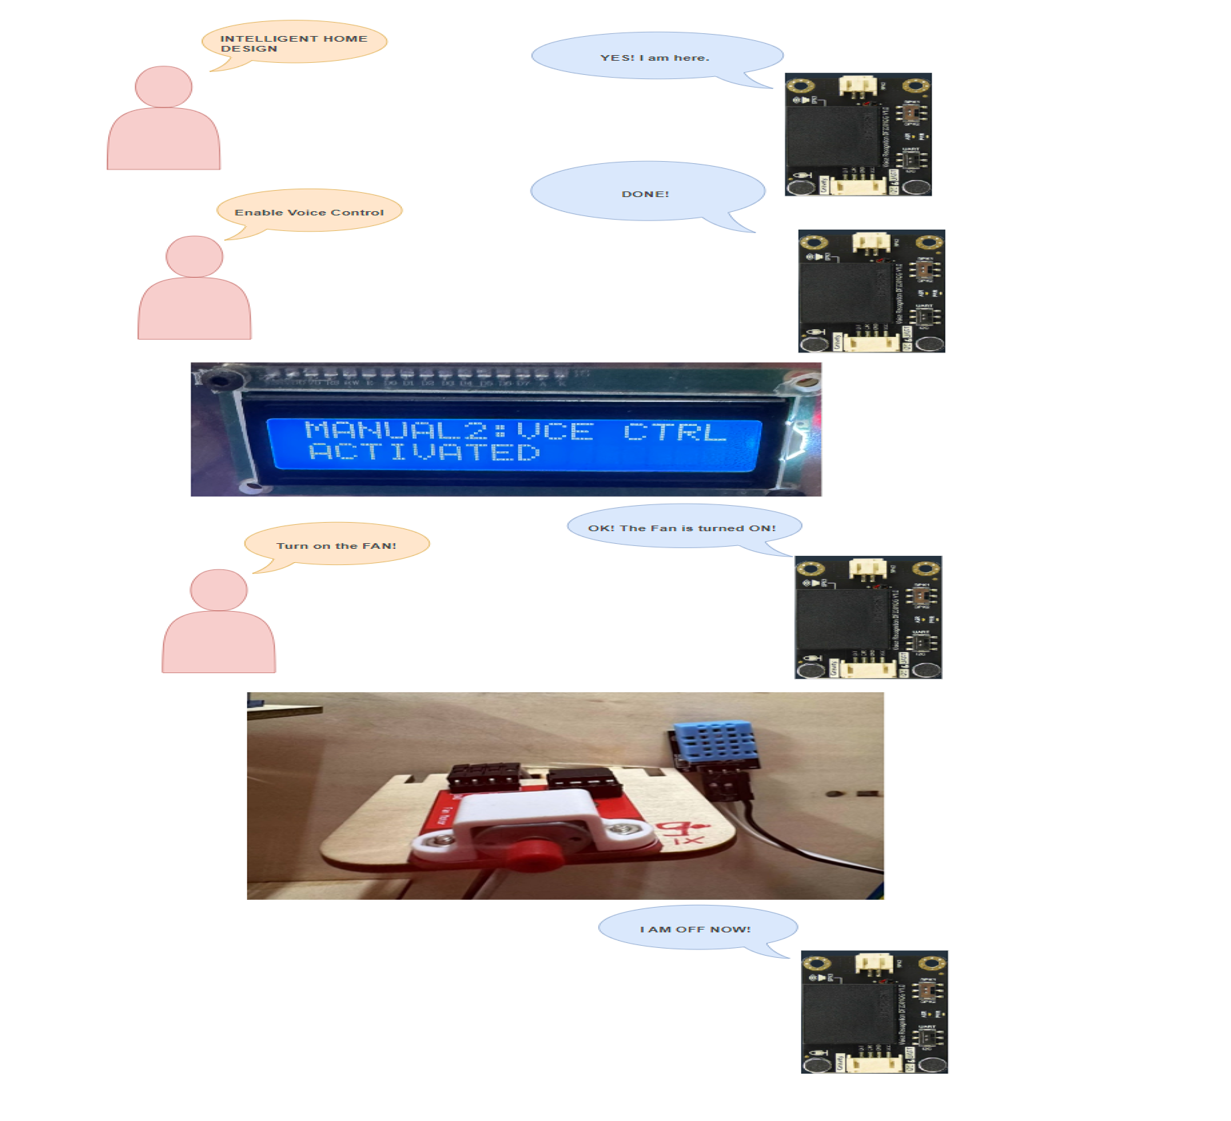 INTELLIGENT HOME
DESIGN
YES! I am here.
Enable Voice Control
DONE!
MANUAL2:VCE CTRL
ACTIVATED
Turn on the FAN!
OK! The Fan is turned ON!
I AM OFF NOW!